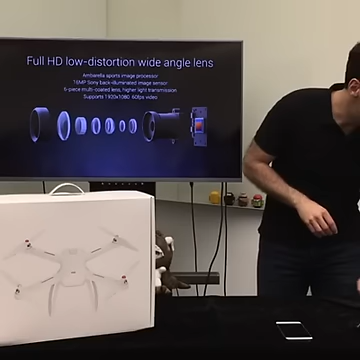 Full HD low-distortion wide angle lens
Ambarella sports image processor
16MP Sony back-illuminated image sensor
6-piece multi-coated lens, higher light transmission
Supports 1920x1080 60fps video